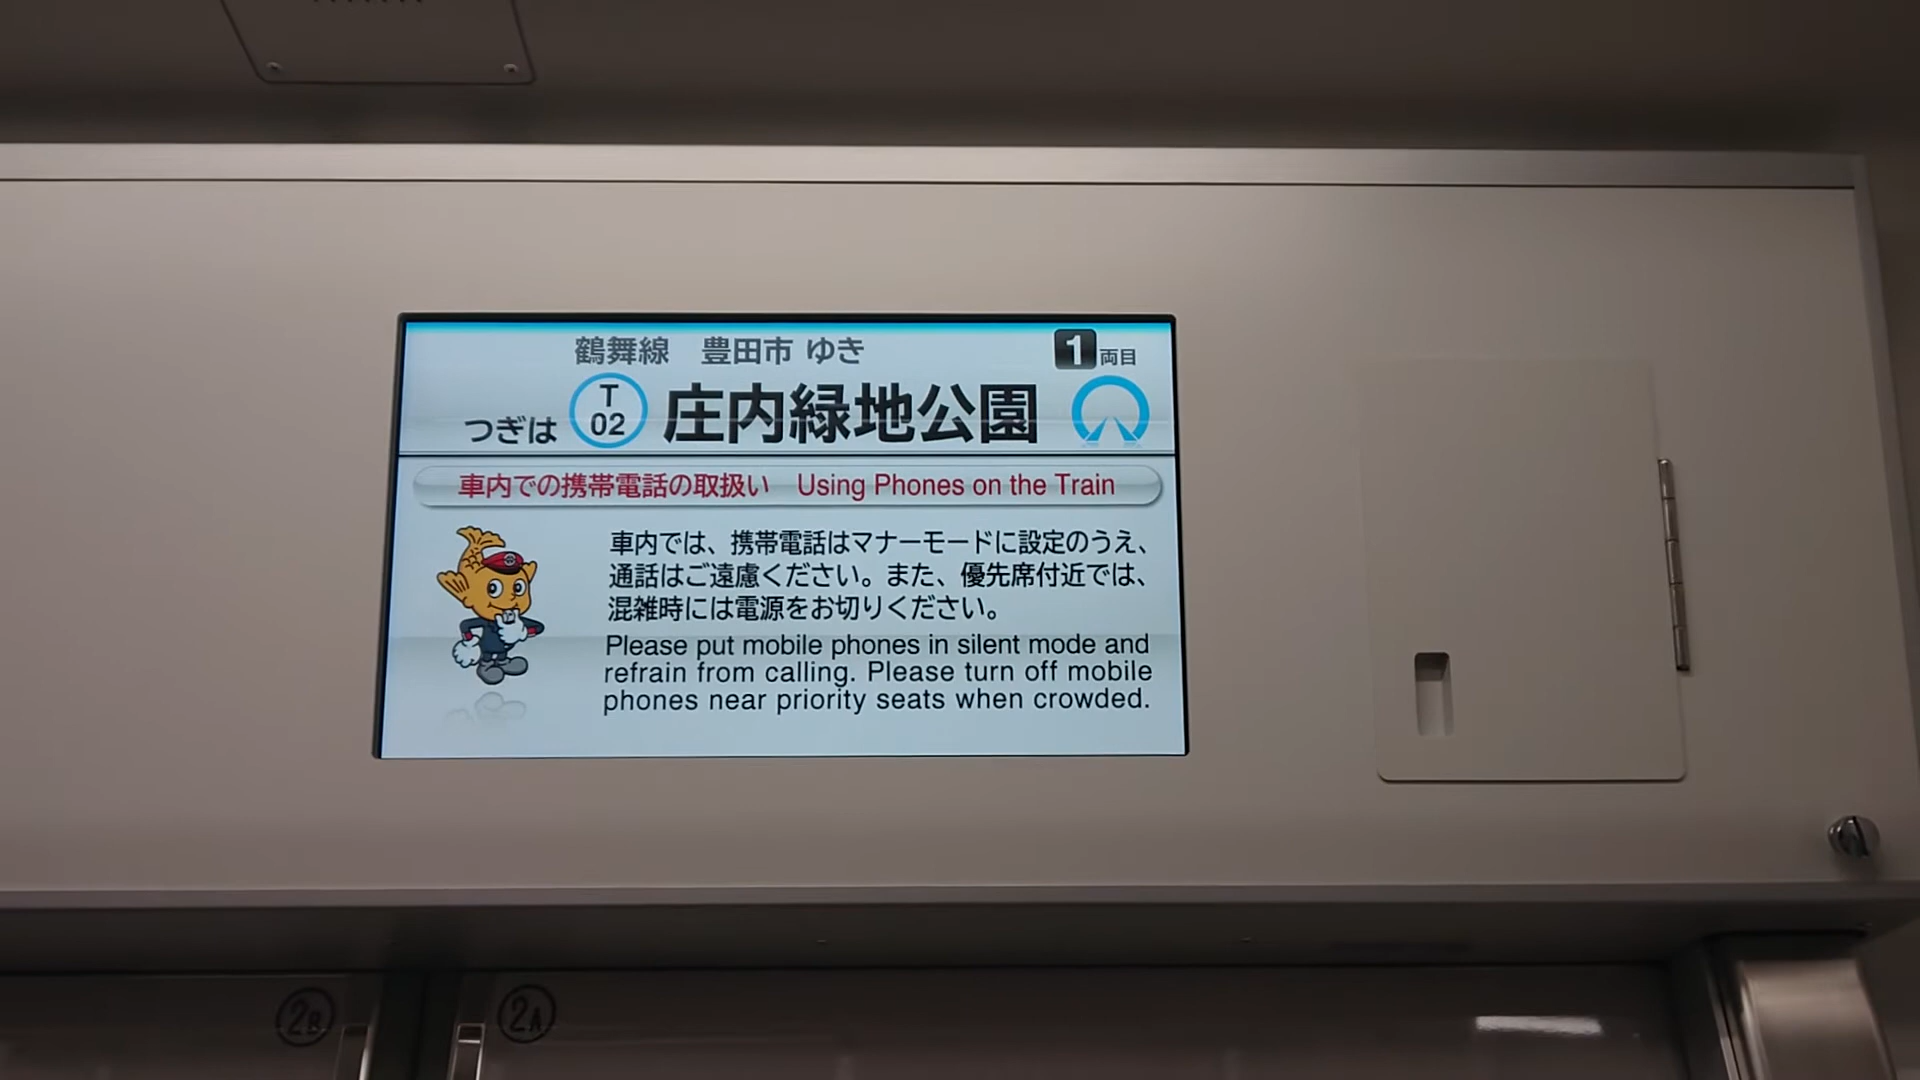 鶴舞線 豊田市 ゆき
1 両目
つぎは T 02 庄内緑地公園
車内での携帯電話の取扱い Using Phones on the Train
車内では、携帯電話はマナーモードに設定のうえ、
通話はご遠慮ください。また、優先席付近では、
混雑時には電源をお切りください。
Please put mobile phones in silent mode and
refrain from calling. Please turn off mobile
phones near priority seats when crowded.
2B 2A